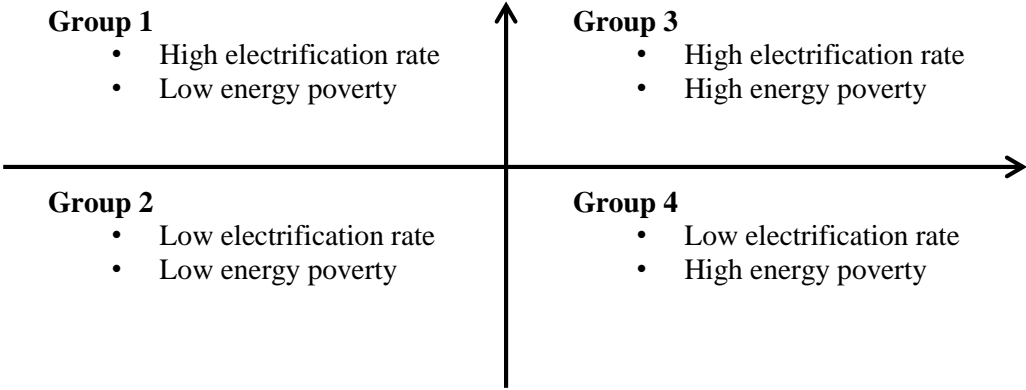 Group 1
• High electrification rate
• Low energy poverty
Group 3
• High electrification rate
• High energy poverty
Group 2
• Low electrification rate
• Low energy poverty
Group 4
• Low electrification rate
• High energy poverty